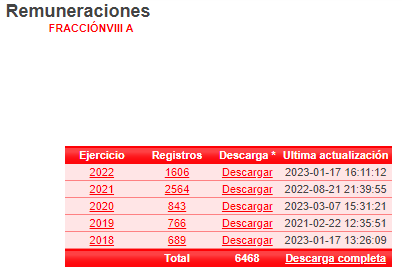 Remuneraciones
FRACCIÓNVIII A
Ejercicio Registros Descarga * Ultima actualización
2022 1606 Descargar 2023-01-17 16:11:12
2021 2564 Descargar 2022-08-21 21:39:55
2020 843 Descargar 2023-03-07 15:31:21
2019 766 Descargar 2021-02-22 12:35:51
2018 689 Descargar 2023-01-17 13:26:09
Total 6468 Descarga completa